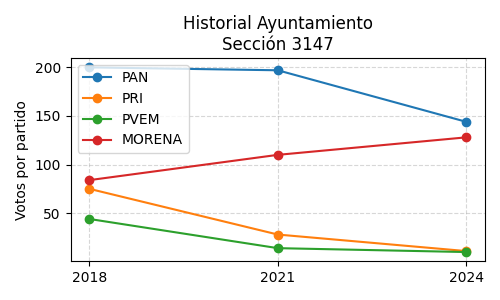 Historial Ayuntamiento
Sección 3147
Votos por partido
200
150
100
50
PAN
PRI
PVEM
MORENA
2018
2021
2024